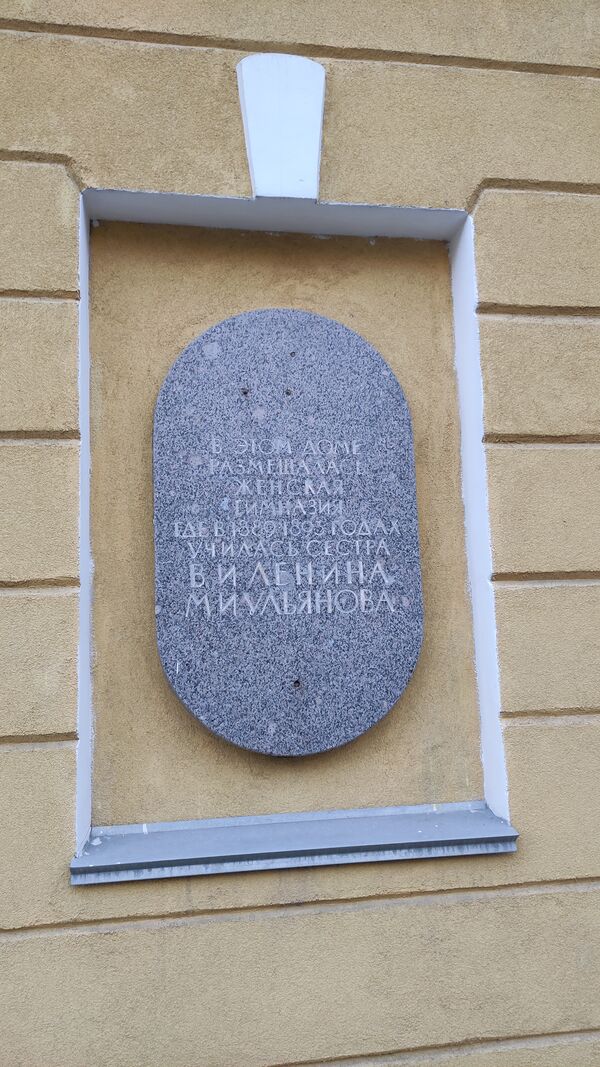 В ЭТОМ ДОМЕ
РАЗМЕЩАЛАСЬ
ЖЕНСКАЯ
ГИМНАЗИЯ
ГДЕ В ГОДАХ
УЧИЛАСЬ СЕСТРА
В И ЛЕНИНА
М И УЛЬЯНОВА